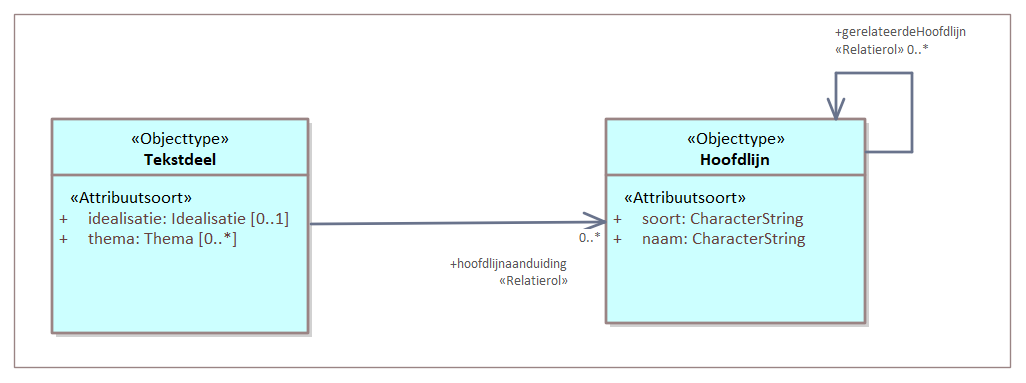 +gerelateerdeHoofdlijn
«Relatierol» 0..*
«Objecttype»
Tekstdeel
«Attribuutsoort»
+ idealisatie: Idealisatie [0..1]
+ thema: Thema [0..*]
«Objecttype»
Hoofdlijn
«Attribuutsoort»
+ soort: CharacterString
+ naam: CharacterString
0..*
+hoofdlijnaanduiding
«Relatierol»